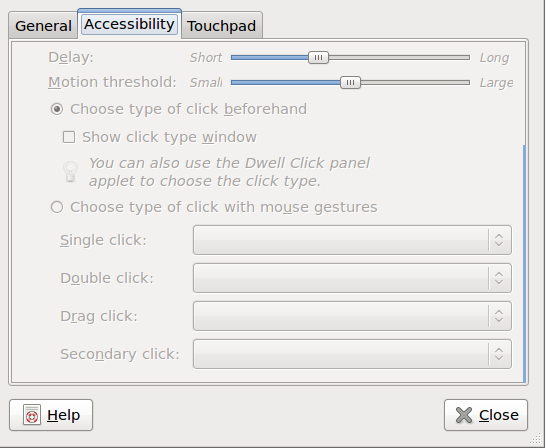 General Accessibility Touchpad
Delay: Short Long
Motion threshold: Small Large
Choose type of click beforehand
Show click type window
You can also use the Dwell Click panel
applet to choose the click type.
Choose type of click with mouse gestures
Single click:
Double click:
Drag click:
Secondary click:
Help Close